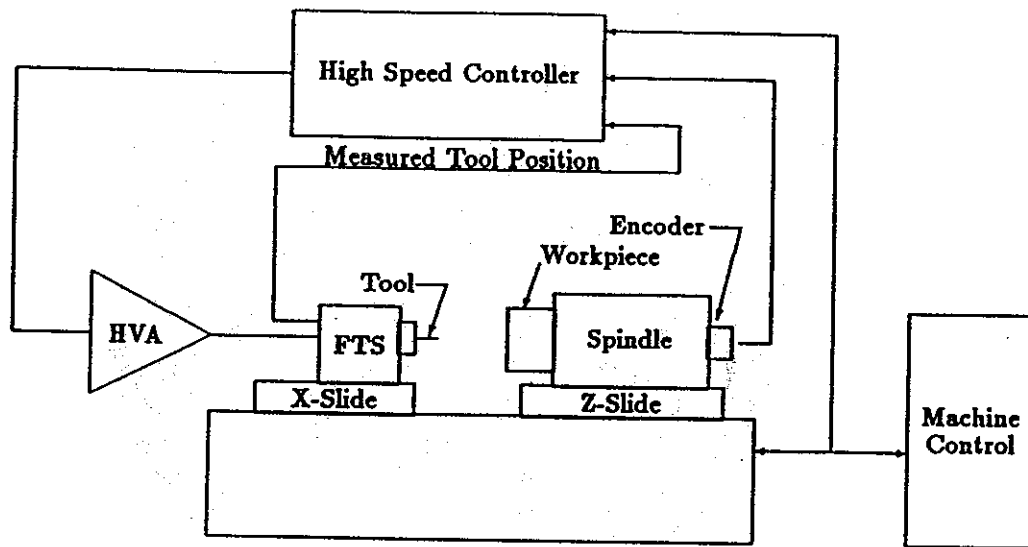 High Speed Controller
Measured Tool Position
Encoder
Workpiece
Tool
HVA
FTS
Spindle
X-Slide
Z-Slide
Machine
Control